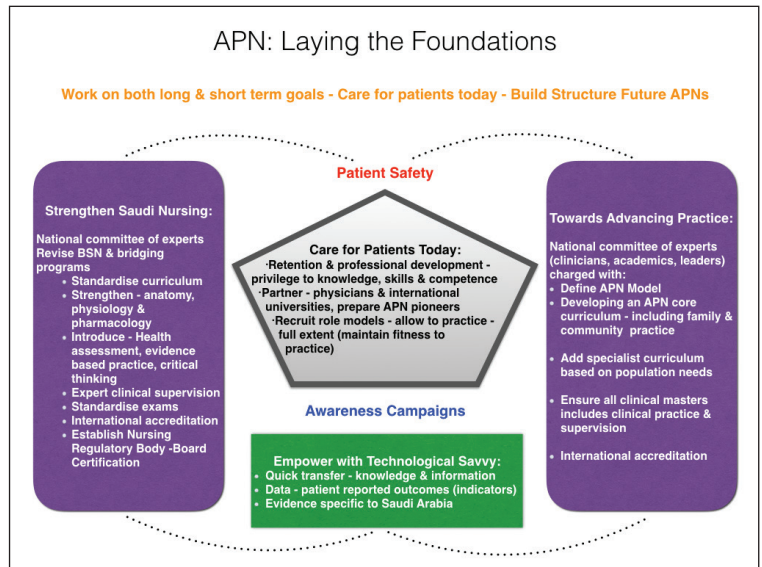 APN: Laying the Foundations
Work on both long & short term goals - Care for patients today - Build Structure Future APNs
Strengthen Saudi Nursing:
National committee of experts
Revise BSN & bridging
programs
• Standardise curriculum
• Strengthen - anatomy,
physiology &
pharmacology
• Introduce - Health
assessment, evidence
based practice, critical
thinking
• Expert clinical supervision
• Standardise exams
• International accreditation
• Establish Nursing
Regulatory Body -Board
Certification
Patient Safety
Care for Patients Today:
·Retention & professional development -
privilege to knowledge, skills & competence
·Partner - physicians & international
universities, prepare APN pioneers
·Recruit role models - allow to practice -
full extent (maintain fitness to
practice)
Awareness Campaigns
Empower with Technological Savvy:
• Quick transfer - knowledge & information
• Data - patient reported outcomes (indicators)
• Evidence specific to Saudi Arabia
Towards Advancing Practice:
National committee of experts
(clinicians, academics, leaders)
charged with:
• Define APN Model
• Developing an APN core
curriculum - including family &
community practice
• Add specialist curriculum
based on population needs
• Ensure all clinical masters
includes clinical practice &
supervision
• International accreditation